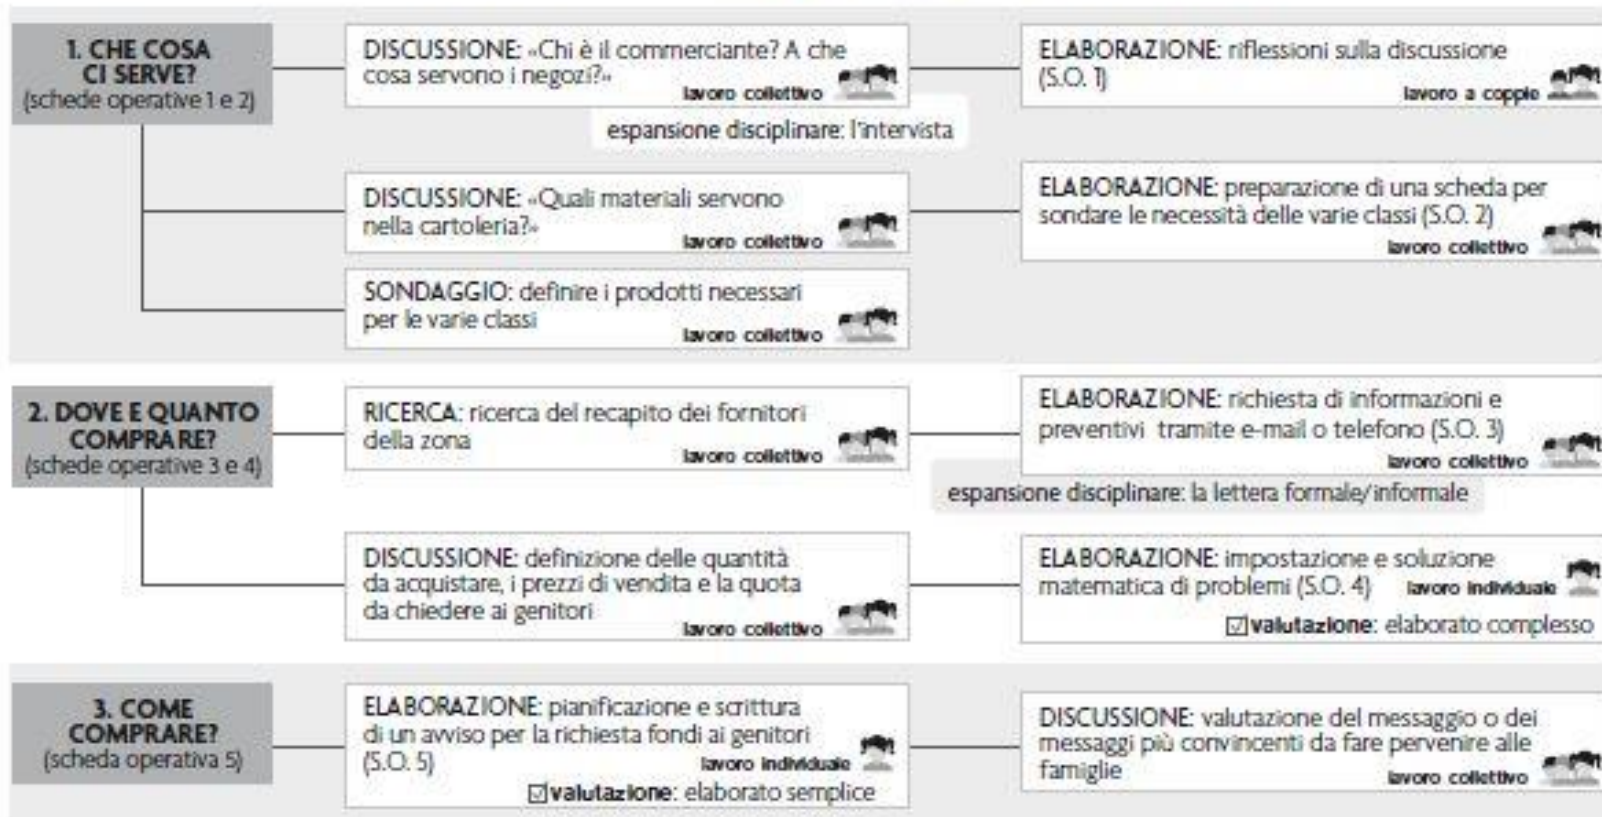 1. CHE COSA
CI SERVE?
(schede operative 1 e 2)
DISCUSSIONE: «Chi è il commerciante? A che
cosa servono i negozi?»
lavoro collettivo
espansione disciplinare: l'intervista
ELABORAZIONE: riflessioni sulla discussione
(S.O. 1)
lavoro a coppie
DISCUSSIONE: «Quali materiali servono
nella cartoleria?»
lavoro collettivo
ELABORAZIONE: preparazione di una scheda per
sondare le necessità delle varie classi (S.O. 2)
lavoro collettivo
SONDAGGIO: definire i prodotti necessari
per le varie classi
lavoro collettivo
2. DOVE E QUANTO
COMPRARE?
(schede operative 3 e 4)
RICERCA: ricerca del recapito dei fornitori
della zona
lavoro collettivo
ELABORAZIONE: richiesta di informazioni e
preventivi tramite e-mail o telefono (S.O. 3)
lavoro collettivo
espansione disciplinare: la lettera formale/informale
DISCUSSIONE: definizione delle quantità
da acquistare, i prezzi di vendita e la quota
da chiedere ai genitori
lavoro collettivo
ELABORAZIONE: impostazione e soluzione
matematica di problemi (S.O. 4) lavoro individuale
☑ valutazione: elaborato complesso
3. COME
COMPRARE?
(scheda operativa 5)
ELABORAZIONE: pianificazione e scrittura
di un avviso per la richiesta fondi ai genitori
(S.O. 5) lavoro individuale
☑ valutazione: elaborato semplice
DISCUSSIONE: valutazione del messaggio o dei
messaggi più convincenti da fare pervenire alle
famiglie
lavoro collettivo